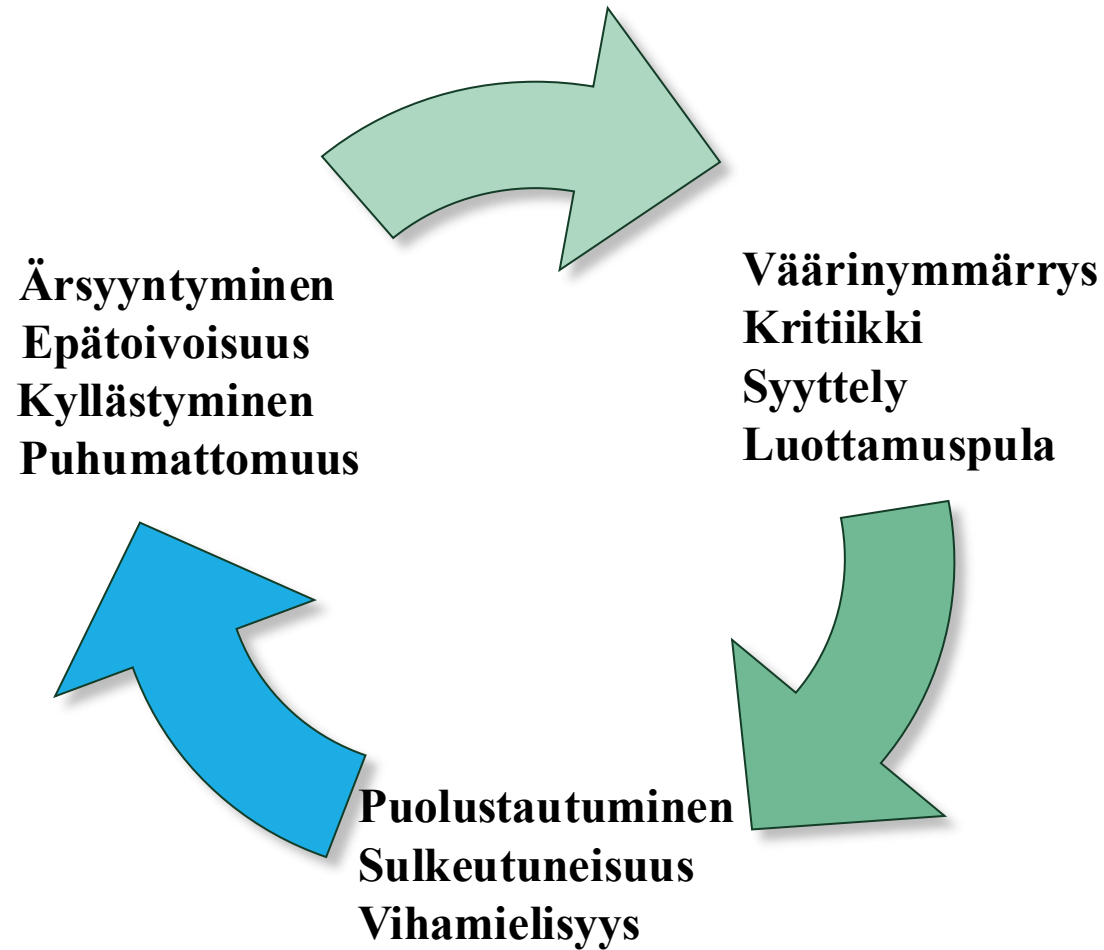 Ärsyyntyminen
Epätoivoisuus
Kyllästyminen
Puhumattomuus
Väärinymmärrys
Kritiikki
Syyttely
Luottamuspula
Puolustautuminen
Sulkeutuneisuus
Vihamielisyys